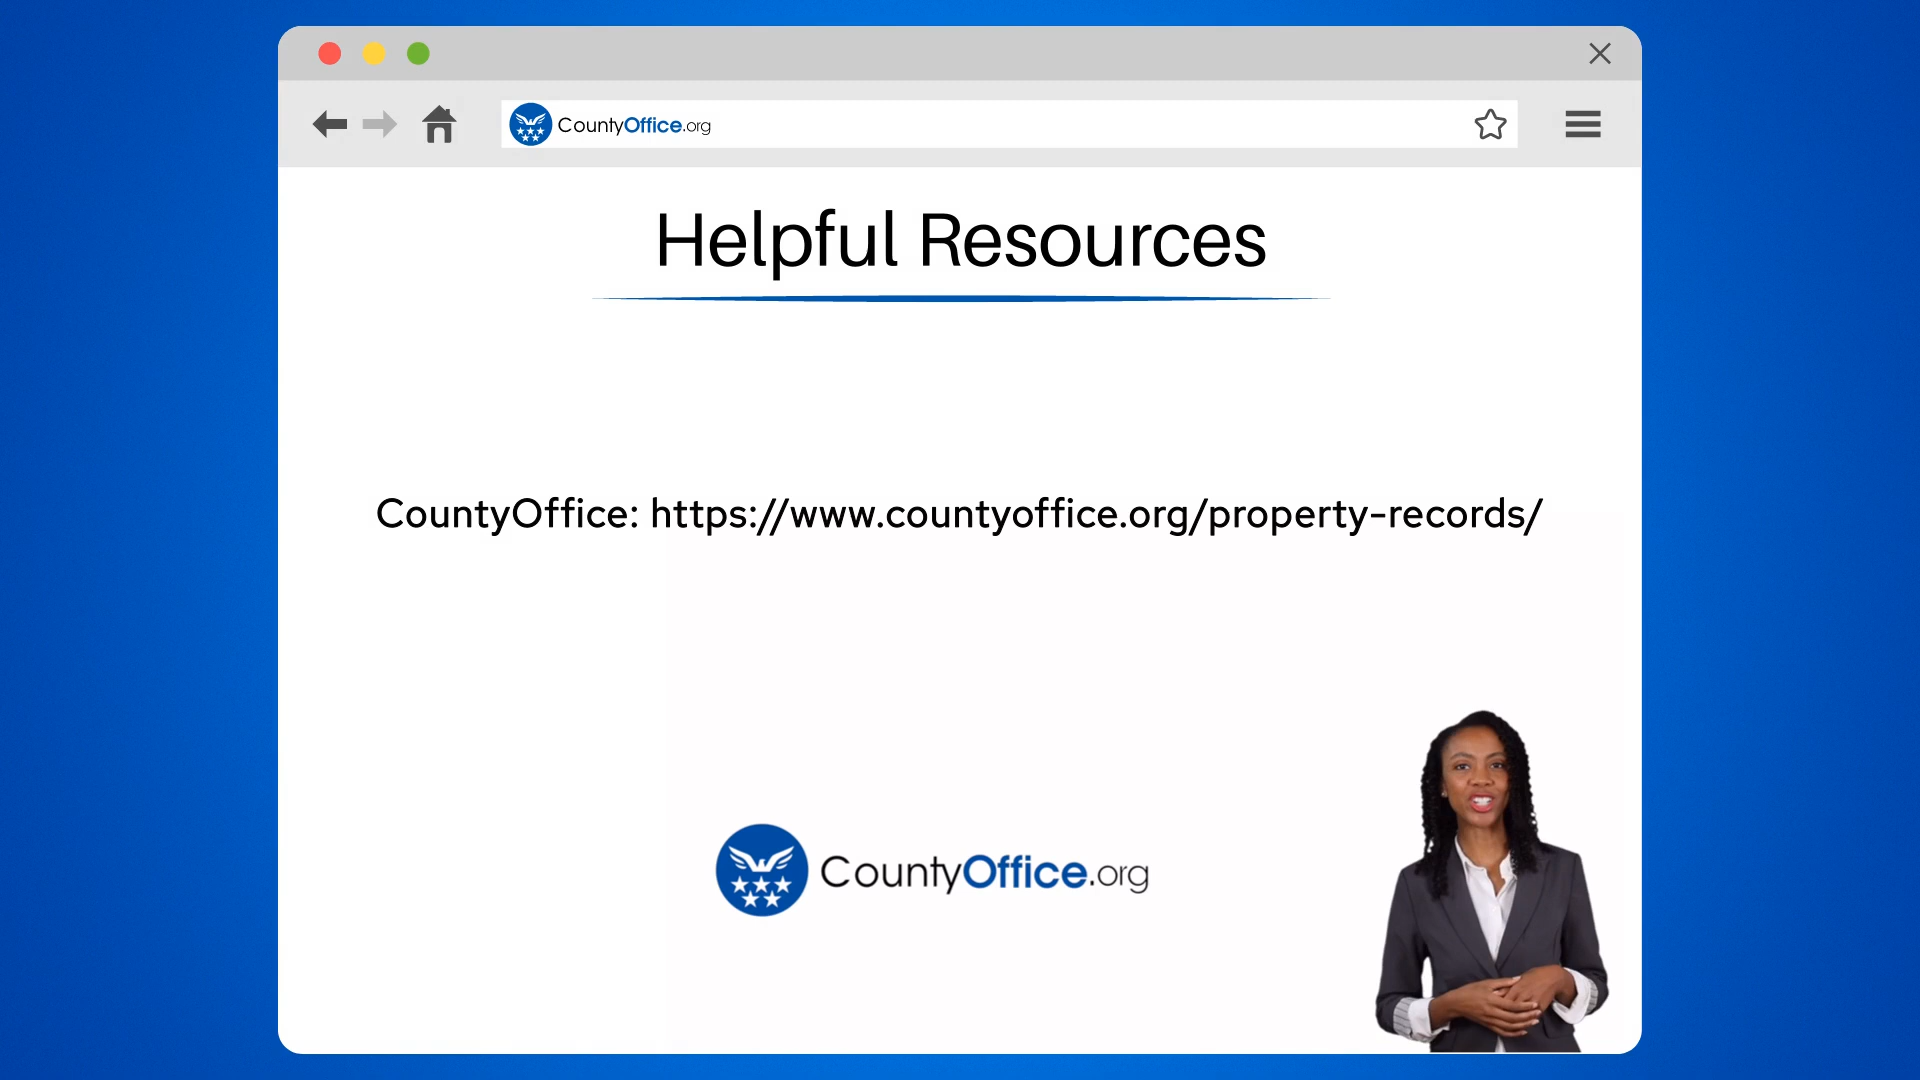 CountyOffice.org
Helpful Resources
CountyOffice: https://www.countyoffice.org/property-records/
CountyOffice.org